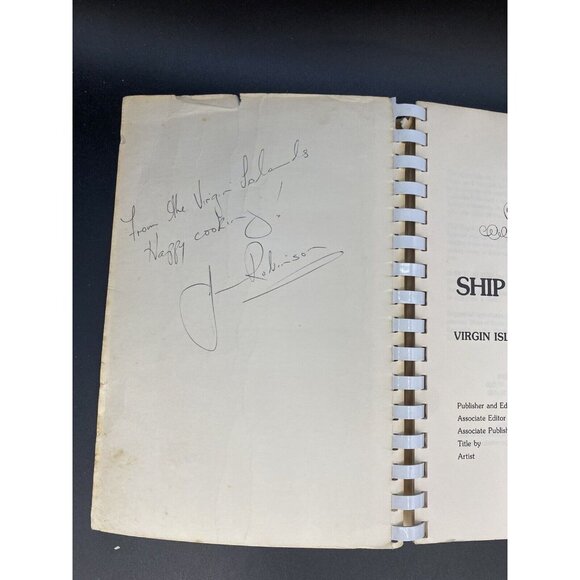 From the Virgin Islands
Happy cooking!
Jan Robinson
SHIP
VIRGIN ISL
Publisher and Ed
Associate Editor
Associate Publish
Title by
Artist